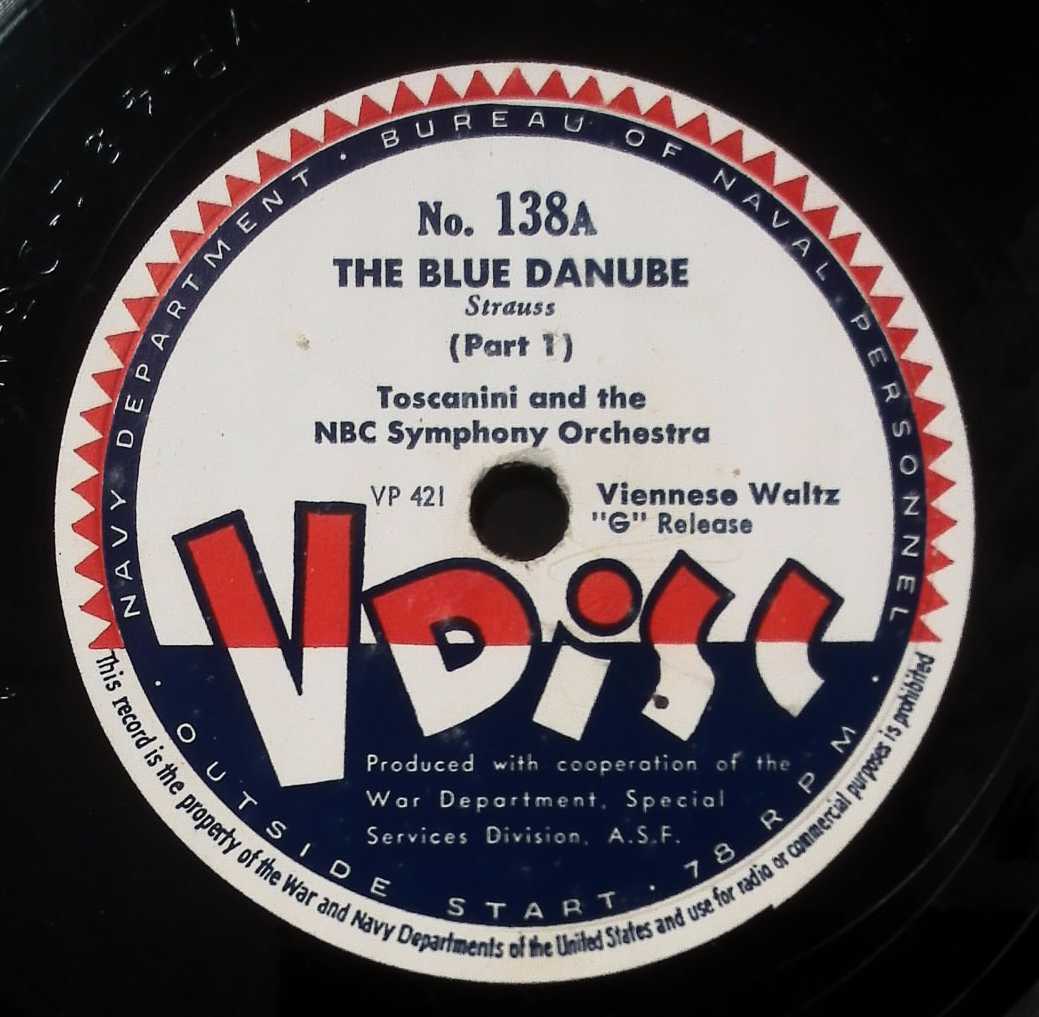 NAVY DEPARTMENT · BUREAU OF NAVAL PERSONNEL
No. 138A
THE BLUE DANUBE
Strauss
(Part 1)
Toscanini and the
NBC Symphony Orchestra
VP 421
Viennese Waltz
"G" Release
V DiSC
Produced with cooperation of the
War Department, Special
Services Division, A.S.F.
· OUTSIDE START · 78 RPM ·
This record is the property of the War and Navy Departments of the United States and use for radio or commercial purposes is prohibited